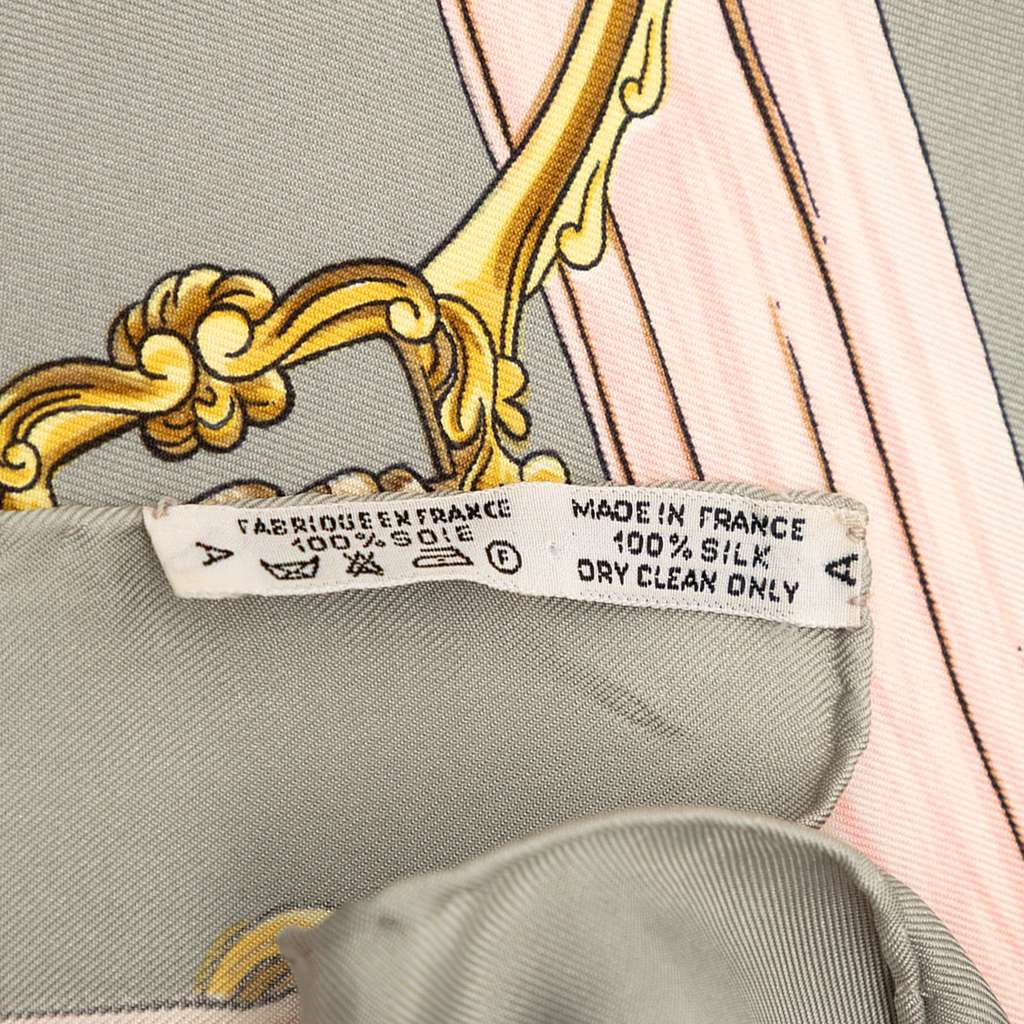 A
FABRIQUE EN FRANCE
100% SOIE
F
MADE IN FRANCE
100% SILK
DRY CLEAN ONLY
A